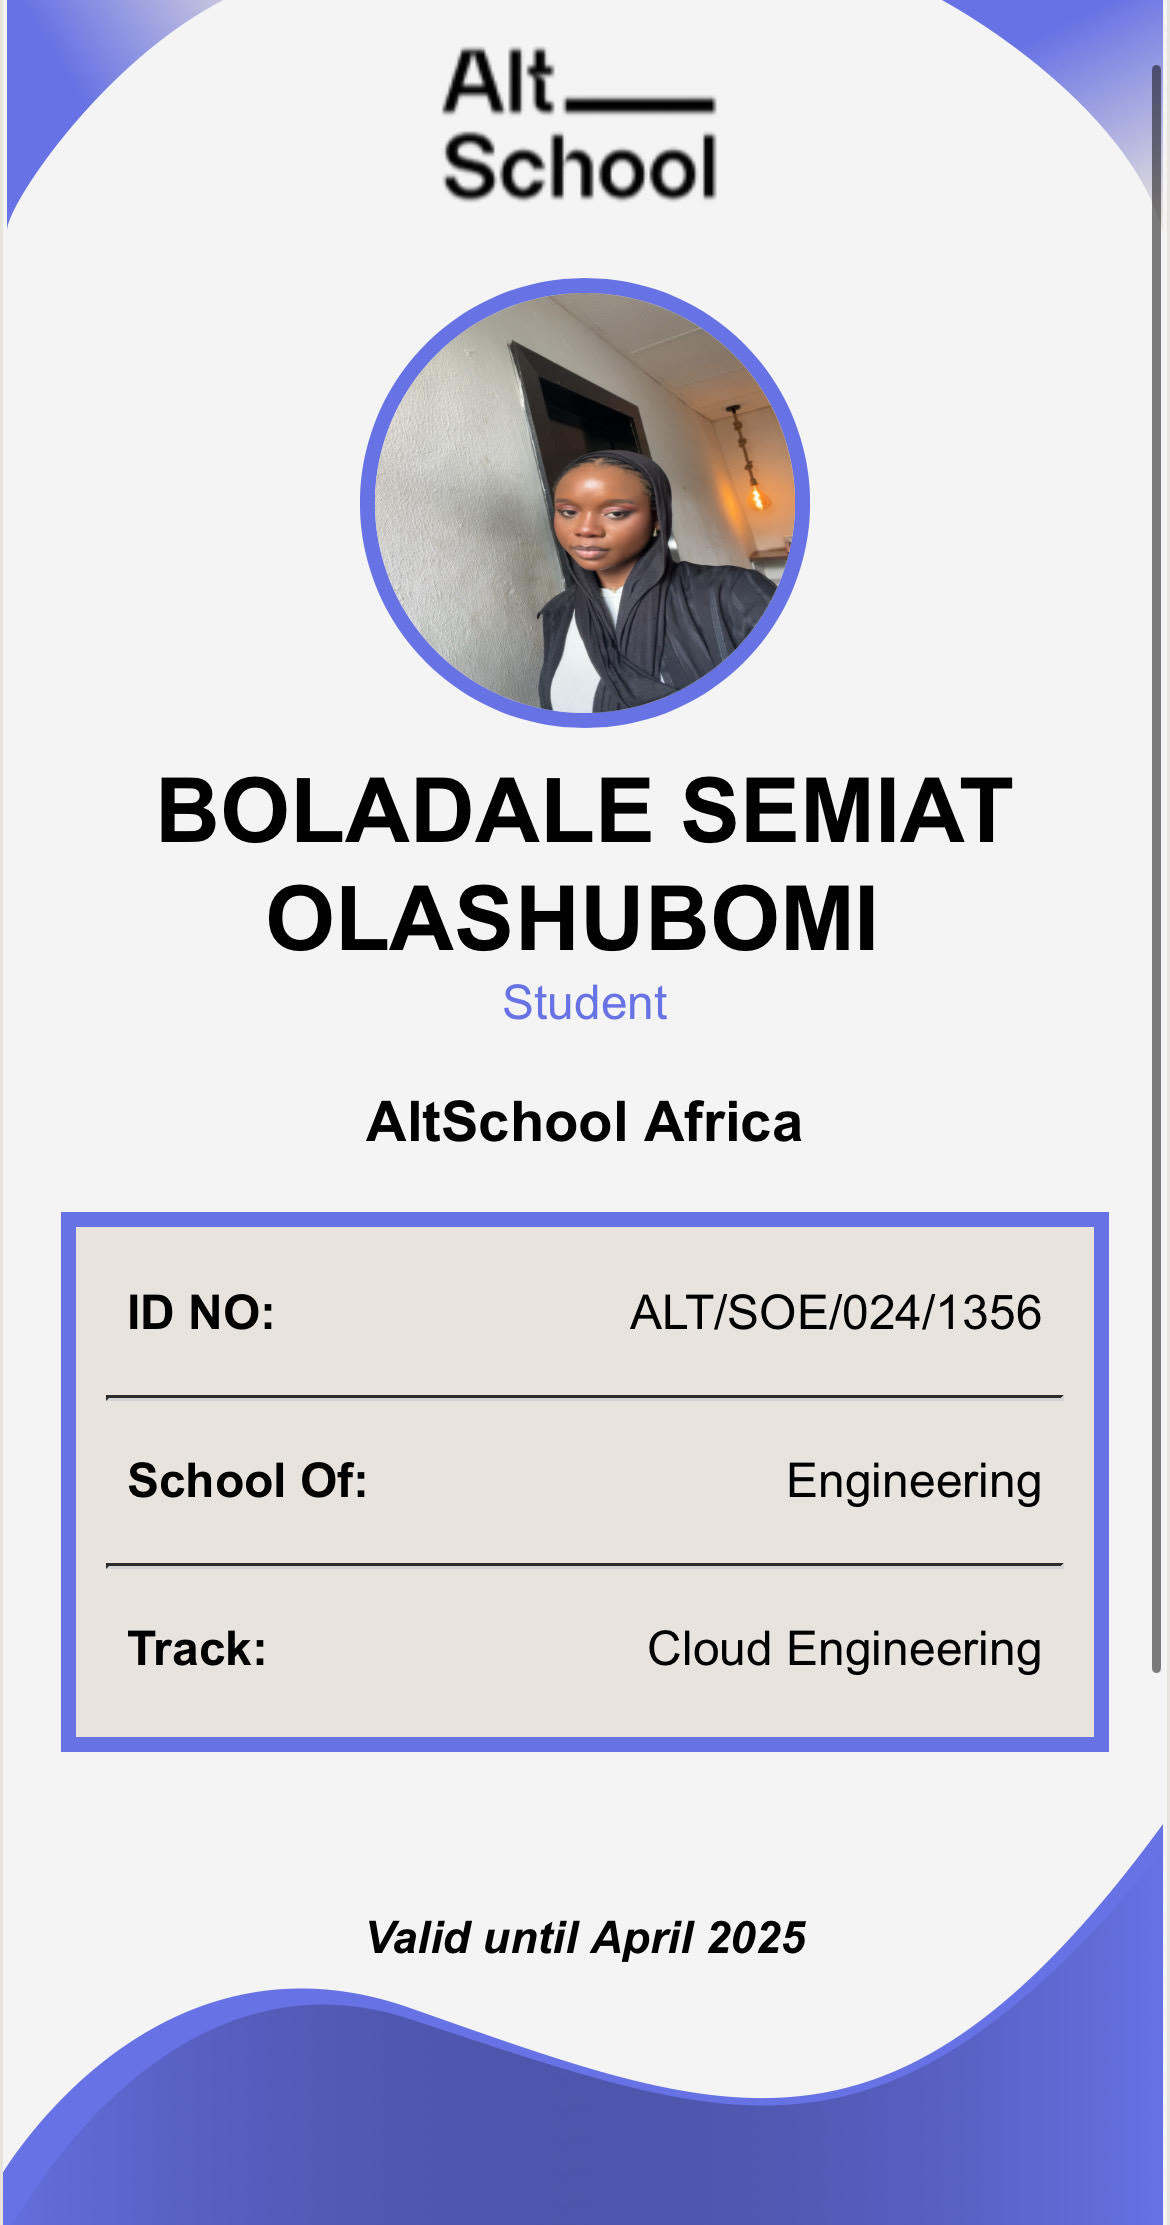 Alt
School
BOLADALE SEMIAT
OLASHUBOMI
Student
AltSchool Africa
ID NO: ALT/SOE/024/1356
School Of: Engineering
Track: Cloud Engineering
Valid until April 2025